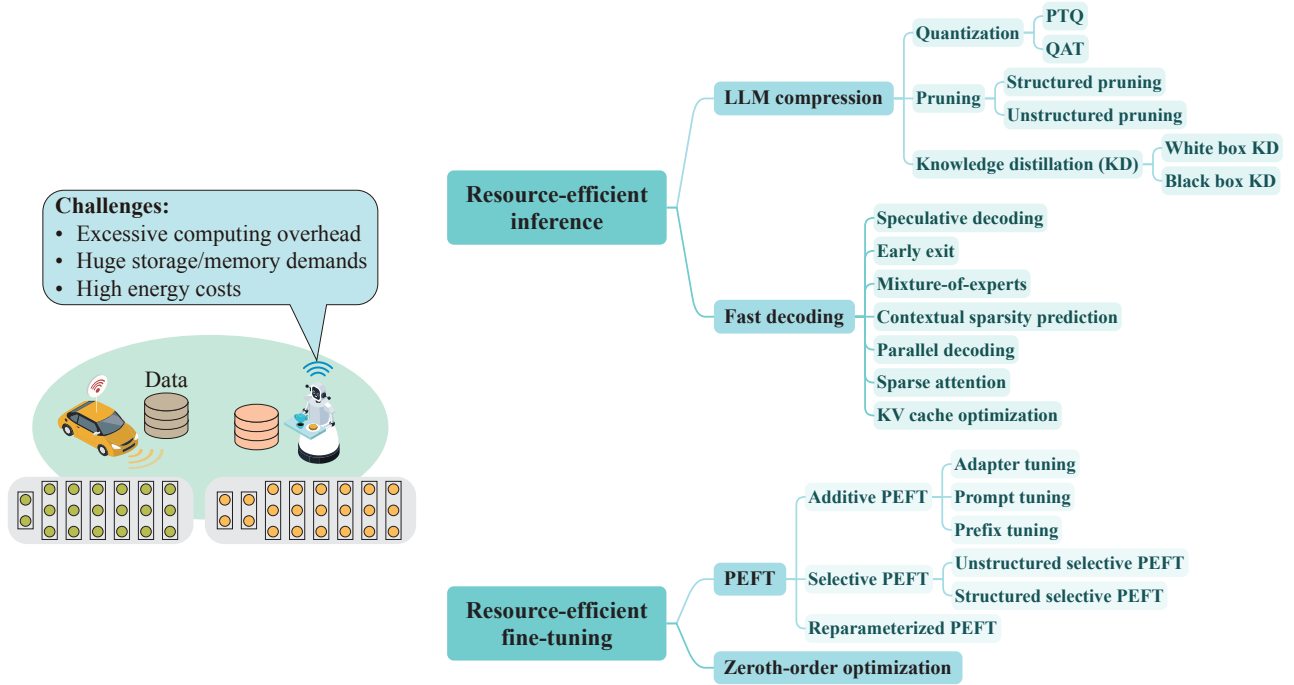 Challenges:
• Excessive computing overhead
• Huge storage/memory demands
• High energy costs
Data
Resource-efficient
inference
LLM compression
Quantization
PTQ
QAT
Pruning
Structured pruning
Unstructured pruning
Knowledge distillation (KD)
White box KD
Black box KD
Fast decoding
Speculative decoding
Early exit
Mixture-of-experts
Contextual sparsity prediction
Parallel decoding
Sparse attention
KV cache optimization
Resource-efficient
fine-tuning
PEFT
Additive PEFT
Adapter tuning
Prompt tuning
Prefix tuning
Selective PEFT
Unstructured selective PEFT
Structured selective PEFT
Reparameterized PEFT
Zeroth-order optimization